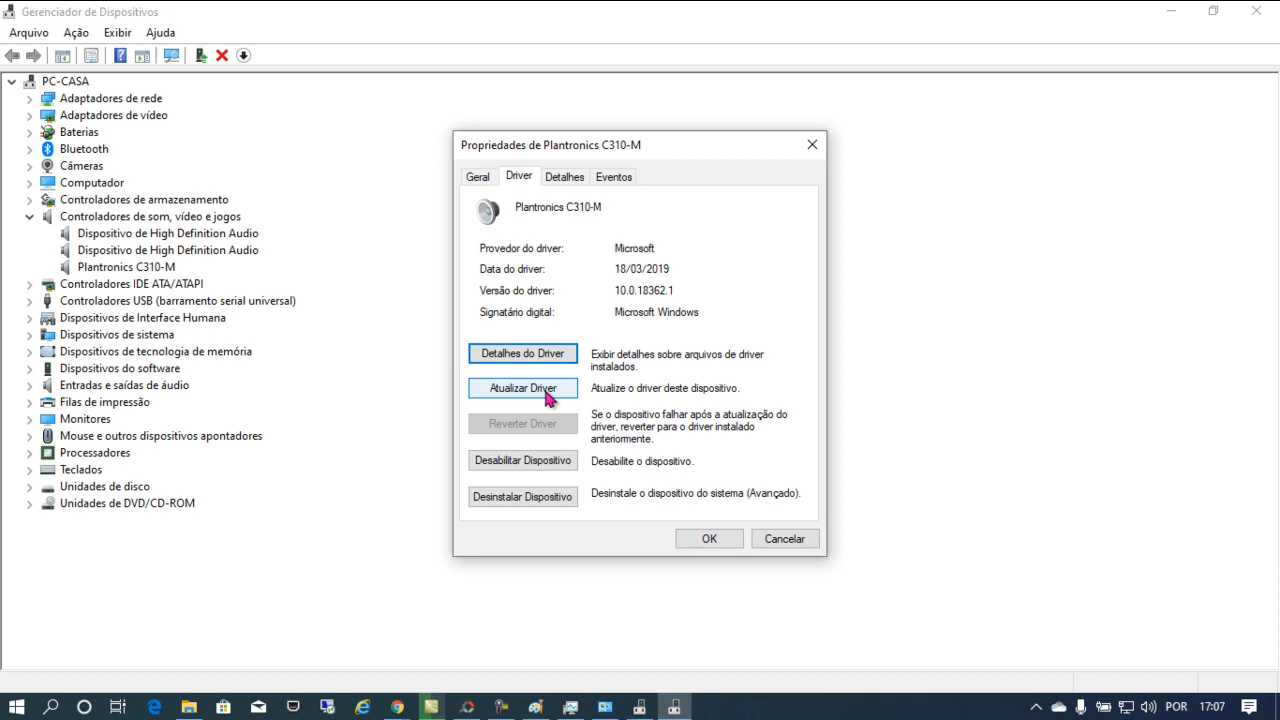 Gerenciador de Dispositivos
Arquivo Ação Exibir Ajuda
PC-CASA
Adaptadores de rede
Adaptadores de vídeo
Baterias
Bluetooth
Câmeras
Computador
Controladores de armazenamento
Controladores de som, vídeo e jogos
Dispositivo de High Definition Audio
Dispositivo de High Definition Audio
Plantronics C310-M
Controladores IDE ATA/ATAPI
Controladores USB (barramento serial universal)
Dispositivos de Interface Humana
Dispositivos de sistema
Dispositivos de tecnologia de memória
Dispositivos do software
Entradas e saídas de áudio
Filas de impressão
Monitores
Mouse e outros dispositivos apontadores
Processadores
Teclados
Unidades de disco
Unidades de DVD/CD-ROM
Propriedades de Plantronics C310-M
Geral Driver Detalhes Eventos
Plantronics C310-M
Provedor do driver: Microsoft
Data do driver: 18/03/2019
Versão do driver: 10.0.18362.1
Signatário digital: Microsoft Windows
Detalhes do Driver
Exibir detalhes sobre arquivos de driver
instalados.
Atualizar Driver
Atualize o driver deste dispositivo.
Reverter Driver
Se o dispositivo falhar após a atualização do
driver, reverter para o driver instalado
anteriormente.
Desabilitar Dispositivo
Desabilite o dispositivo.
Desinstalar Dispositivo
Desinstale o dispositivo do sistema (Avançado).
OK Cancelar
POR 17:07